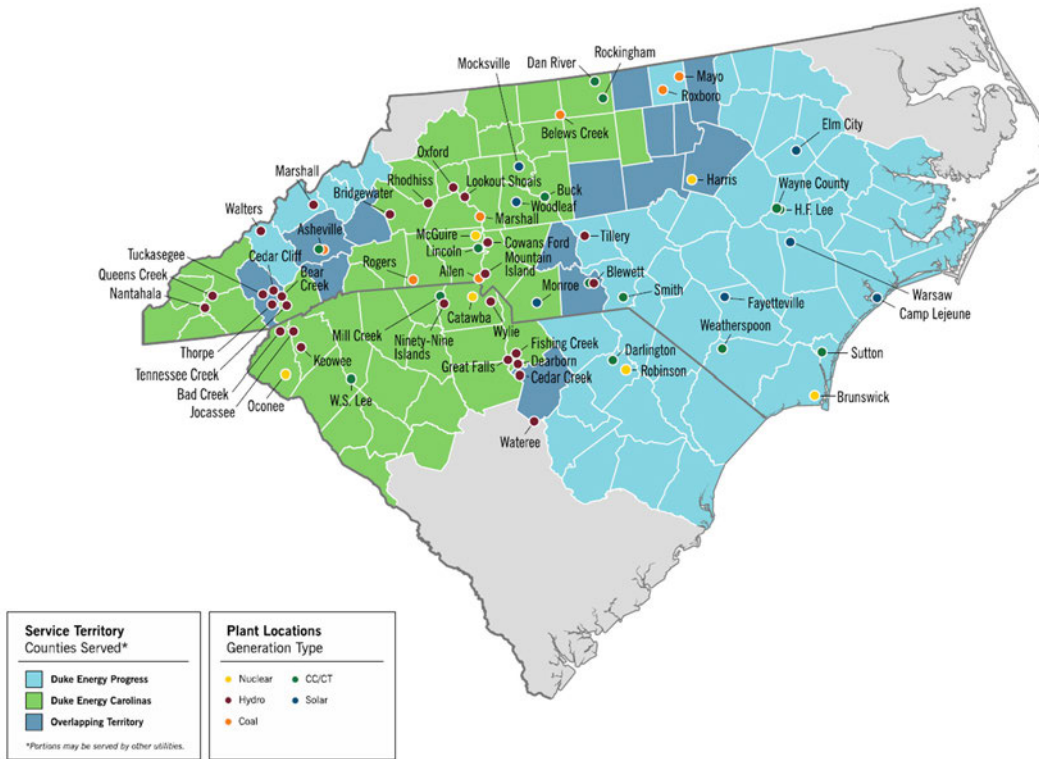 Rockingham
Dan River
Mocksville
Mayo
Roxboro
Belews Creek
Elm City
Oxford
Marshall
Rhodhiss
Lookout Shoals
Harris
Bridgewater
Buck
Wayne County
Walters
Woodleaf
H.F. Lee
Marshall
Asheville
McGuire
Tillery
Tuckasegee
Cedar Cliff
Lincoln
Cowans Ford
Queens Creek
Bear
Creek
Rogers
Allen
Mountain
Island
Blewett
Nantahala
Monroe
Smith
Fayetteville
Warsaw
Mill Creek
Catawba
Camp Lejeune
Thorpe
Ninety-Nine
Islands
Wylie
Weatherspoon
Tennessee Creek
Keowee
Fishing Creek
Darlington
Sutton
Bad Creek
Great Falls
Dearborn
Robinson
Jocassee
Oconee
Cedar Creek
W.S. Lee
Brunswick
Wateree
Service Territory
Counties Served*
Duke Energy Progress
Duke Energy Carolinas
Overlapping Territory
*Portions may be served by other utilities.
Plant Locations
Generation Type
Nuclear
CC/CT
Hydro
Solar
Coal